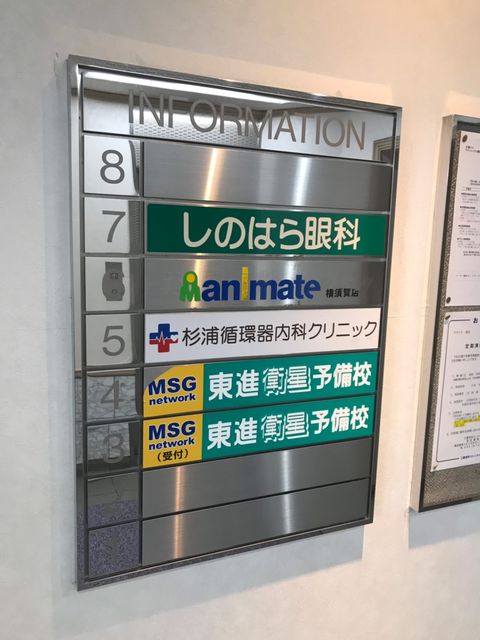 INFORMATION
8
7 しのはら眼科
animate 横須賀店
5 杉浦循環器内科クリニック
4 MSG network 東進衛星予備校
3 MSG network (受付) 東進衛星予備校